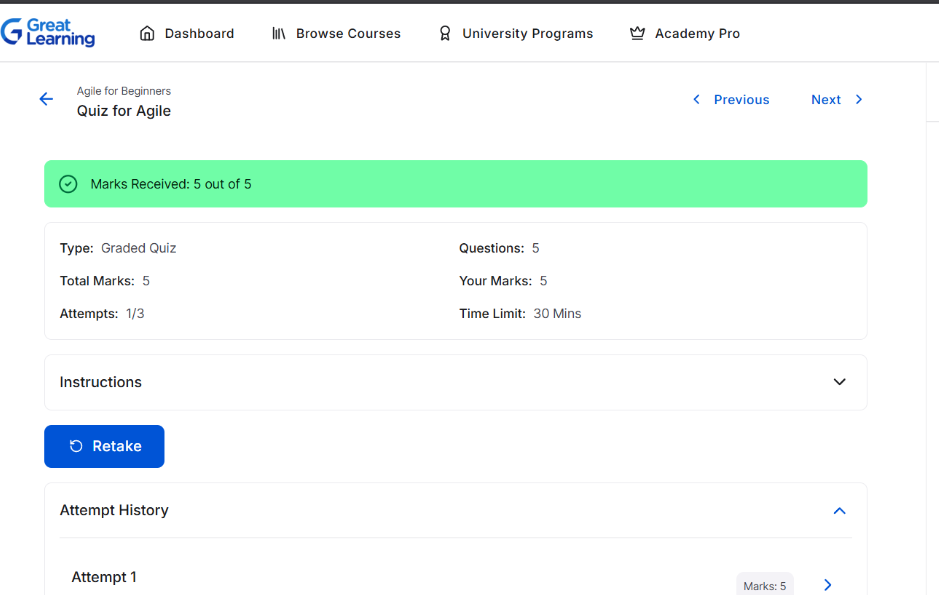 Great
Learning
Dashboard
Browse Courses
University Programs
Academy Pro
Agile for Beginners
Quiz for Agile
Previous
Next
Marks Received: 5 out of 5
Type: Graded Quiz
Questions: 5
Total Marks: 5
Your Marks: 5
Attempts: 1/3
Time Limit: 30 Mins
Instructions
Retake
Attempt History
Attempt 1
Marks: 5